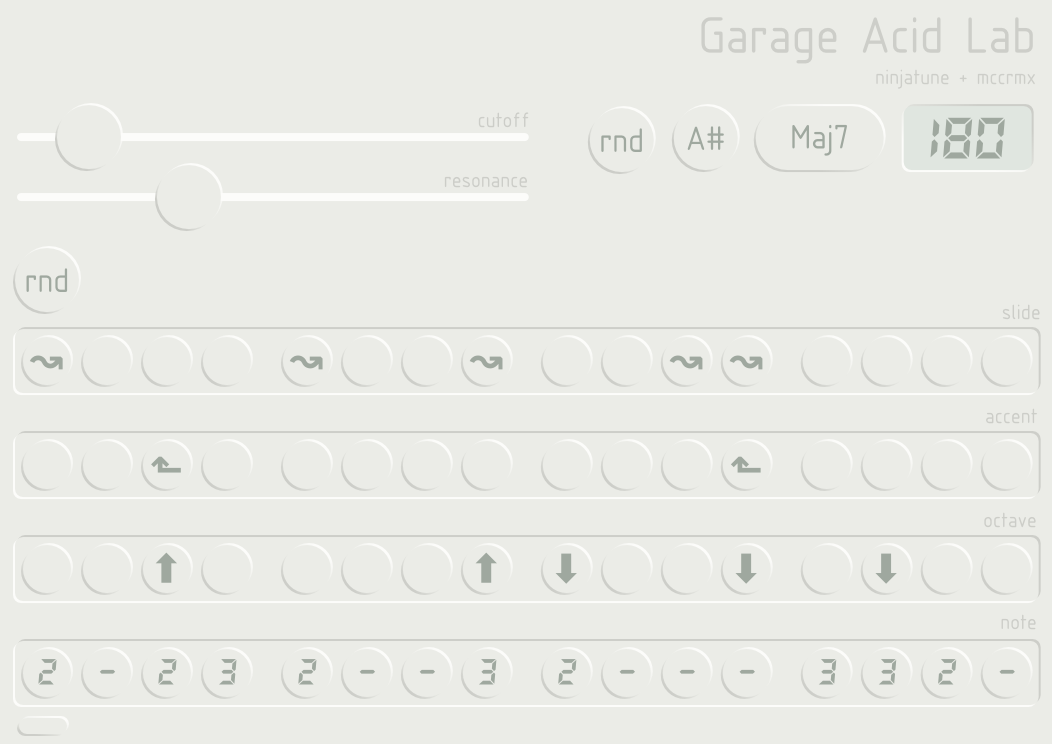 Garage Acid Lab
ninjatune + mccrmx
cutoff
rnd A# Maj7 180
resonance
rnd
slide
accent
octave
note
2 - 2 3 2 - - 3 2 - - - 3 3 2 -